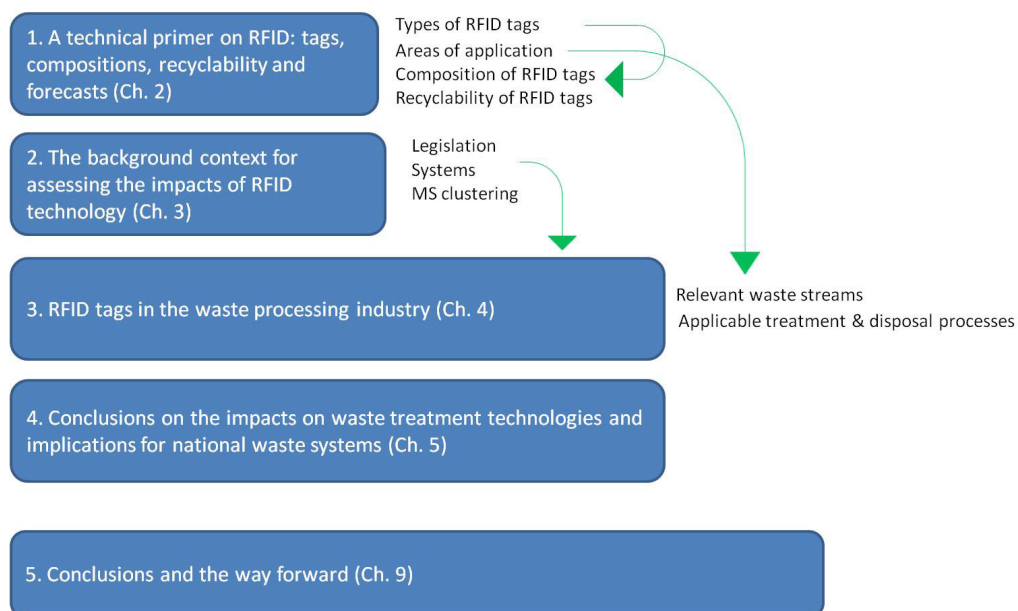 1. A technical primer on RFID: tags,
compositions, recyclability and
forecasts (Ch. 2)
Types of RFID tags
Areas of application
Composition of RFID tags
Recyclability of RFID tags
2. The background context for
assessing the impacts of RFID
technology (Ch. 3)
Legislation
Systems
MS clustering
3. RFID tags in the waste processing industry (Ch. 4)
Relevant waste streams
Applicable treatment & disposal processes
4. Conclusions on the impacts on waste treatment technologies and
implications for national waste systems (Ch. 5)
5. Conclusions and the way forward (Ch. 9)